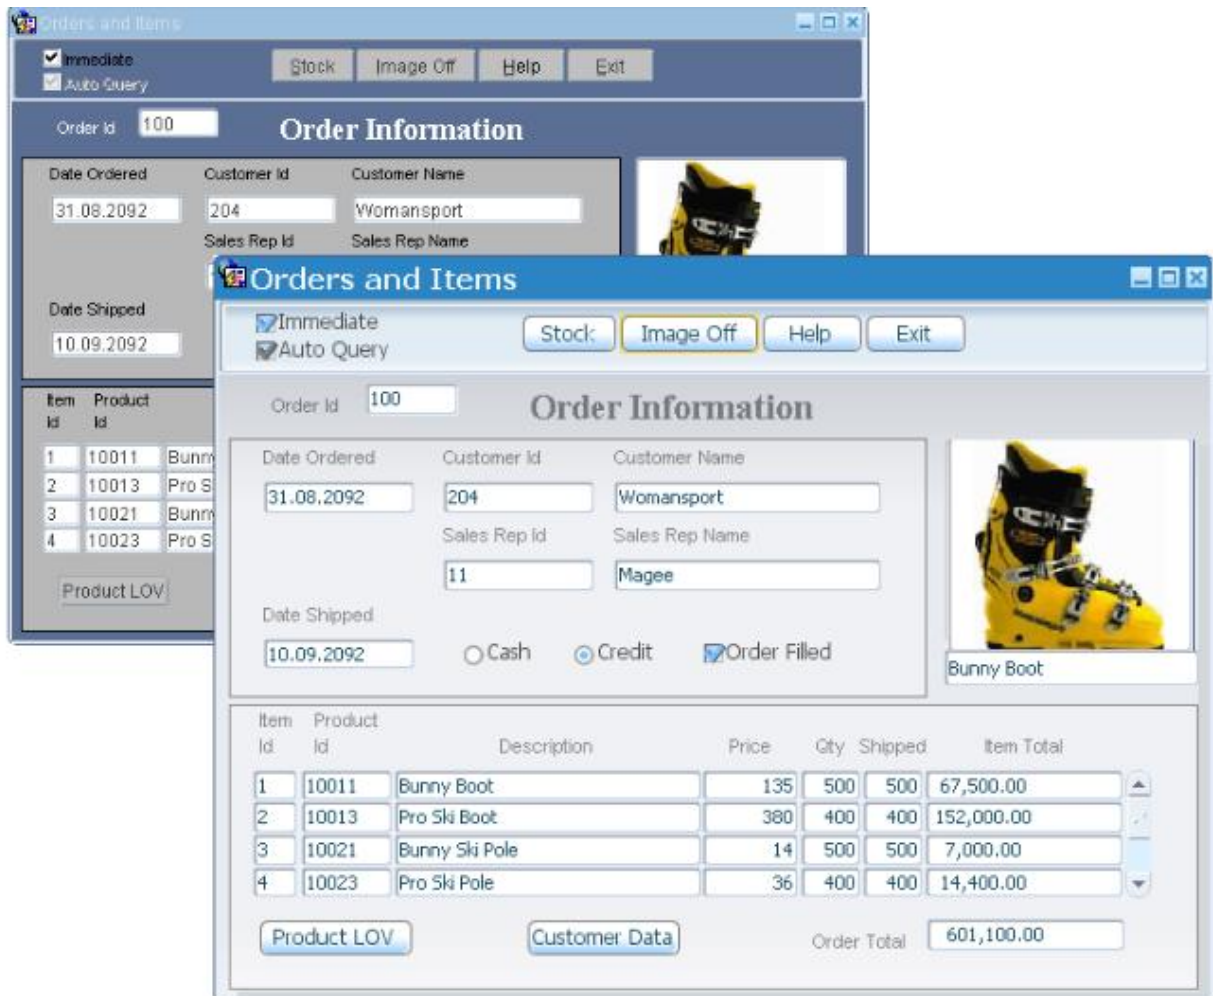 Orders and Items
Immediate
Auto Query
Stock Image Off Help Exit
Order Id 100 Order Information
Date Ordered Customer Id Customer Name
31.08.2092 204 Womansport
Sales Rep Id Sales Rep Name
Date Shipped
10.09.2092
Item Product
Id Id
1 10011 Bunn
2 10013 Pro S
3 10021 Bunn
4 10023 Pro S
Product LOV
Orders and Items
Immediate
Auto Query
Stock Image Off Help Exit
Order Id 100 Order Information
Date Ordered Customer Id Customer Name
31.08.2092 204 Womansport
Sales Rep Id Sales Rep Name
11 Magee
Date Shipped
10.09.2092 Cash Credit Order Filled
Bunny Boot
Item Product
Id Id Description Price Qty Shipped Item Total
1 10011 Bunny Boot 135 500 500 67,500.00
2 10013 Pro Ski Boot 380 400 400 152,000.00
3 10021 Bunny Ski Pole 14 500 500 7,000.00
4 10023 Pro Ski Pole 36 400 400 14,400.00
Product LOV Customer Data Order Total 601,100.00